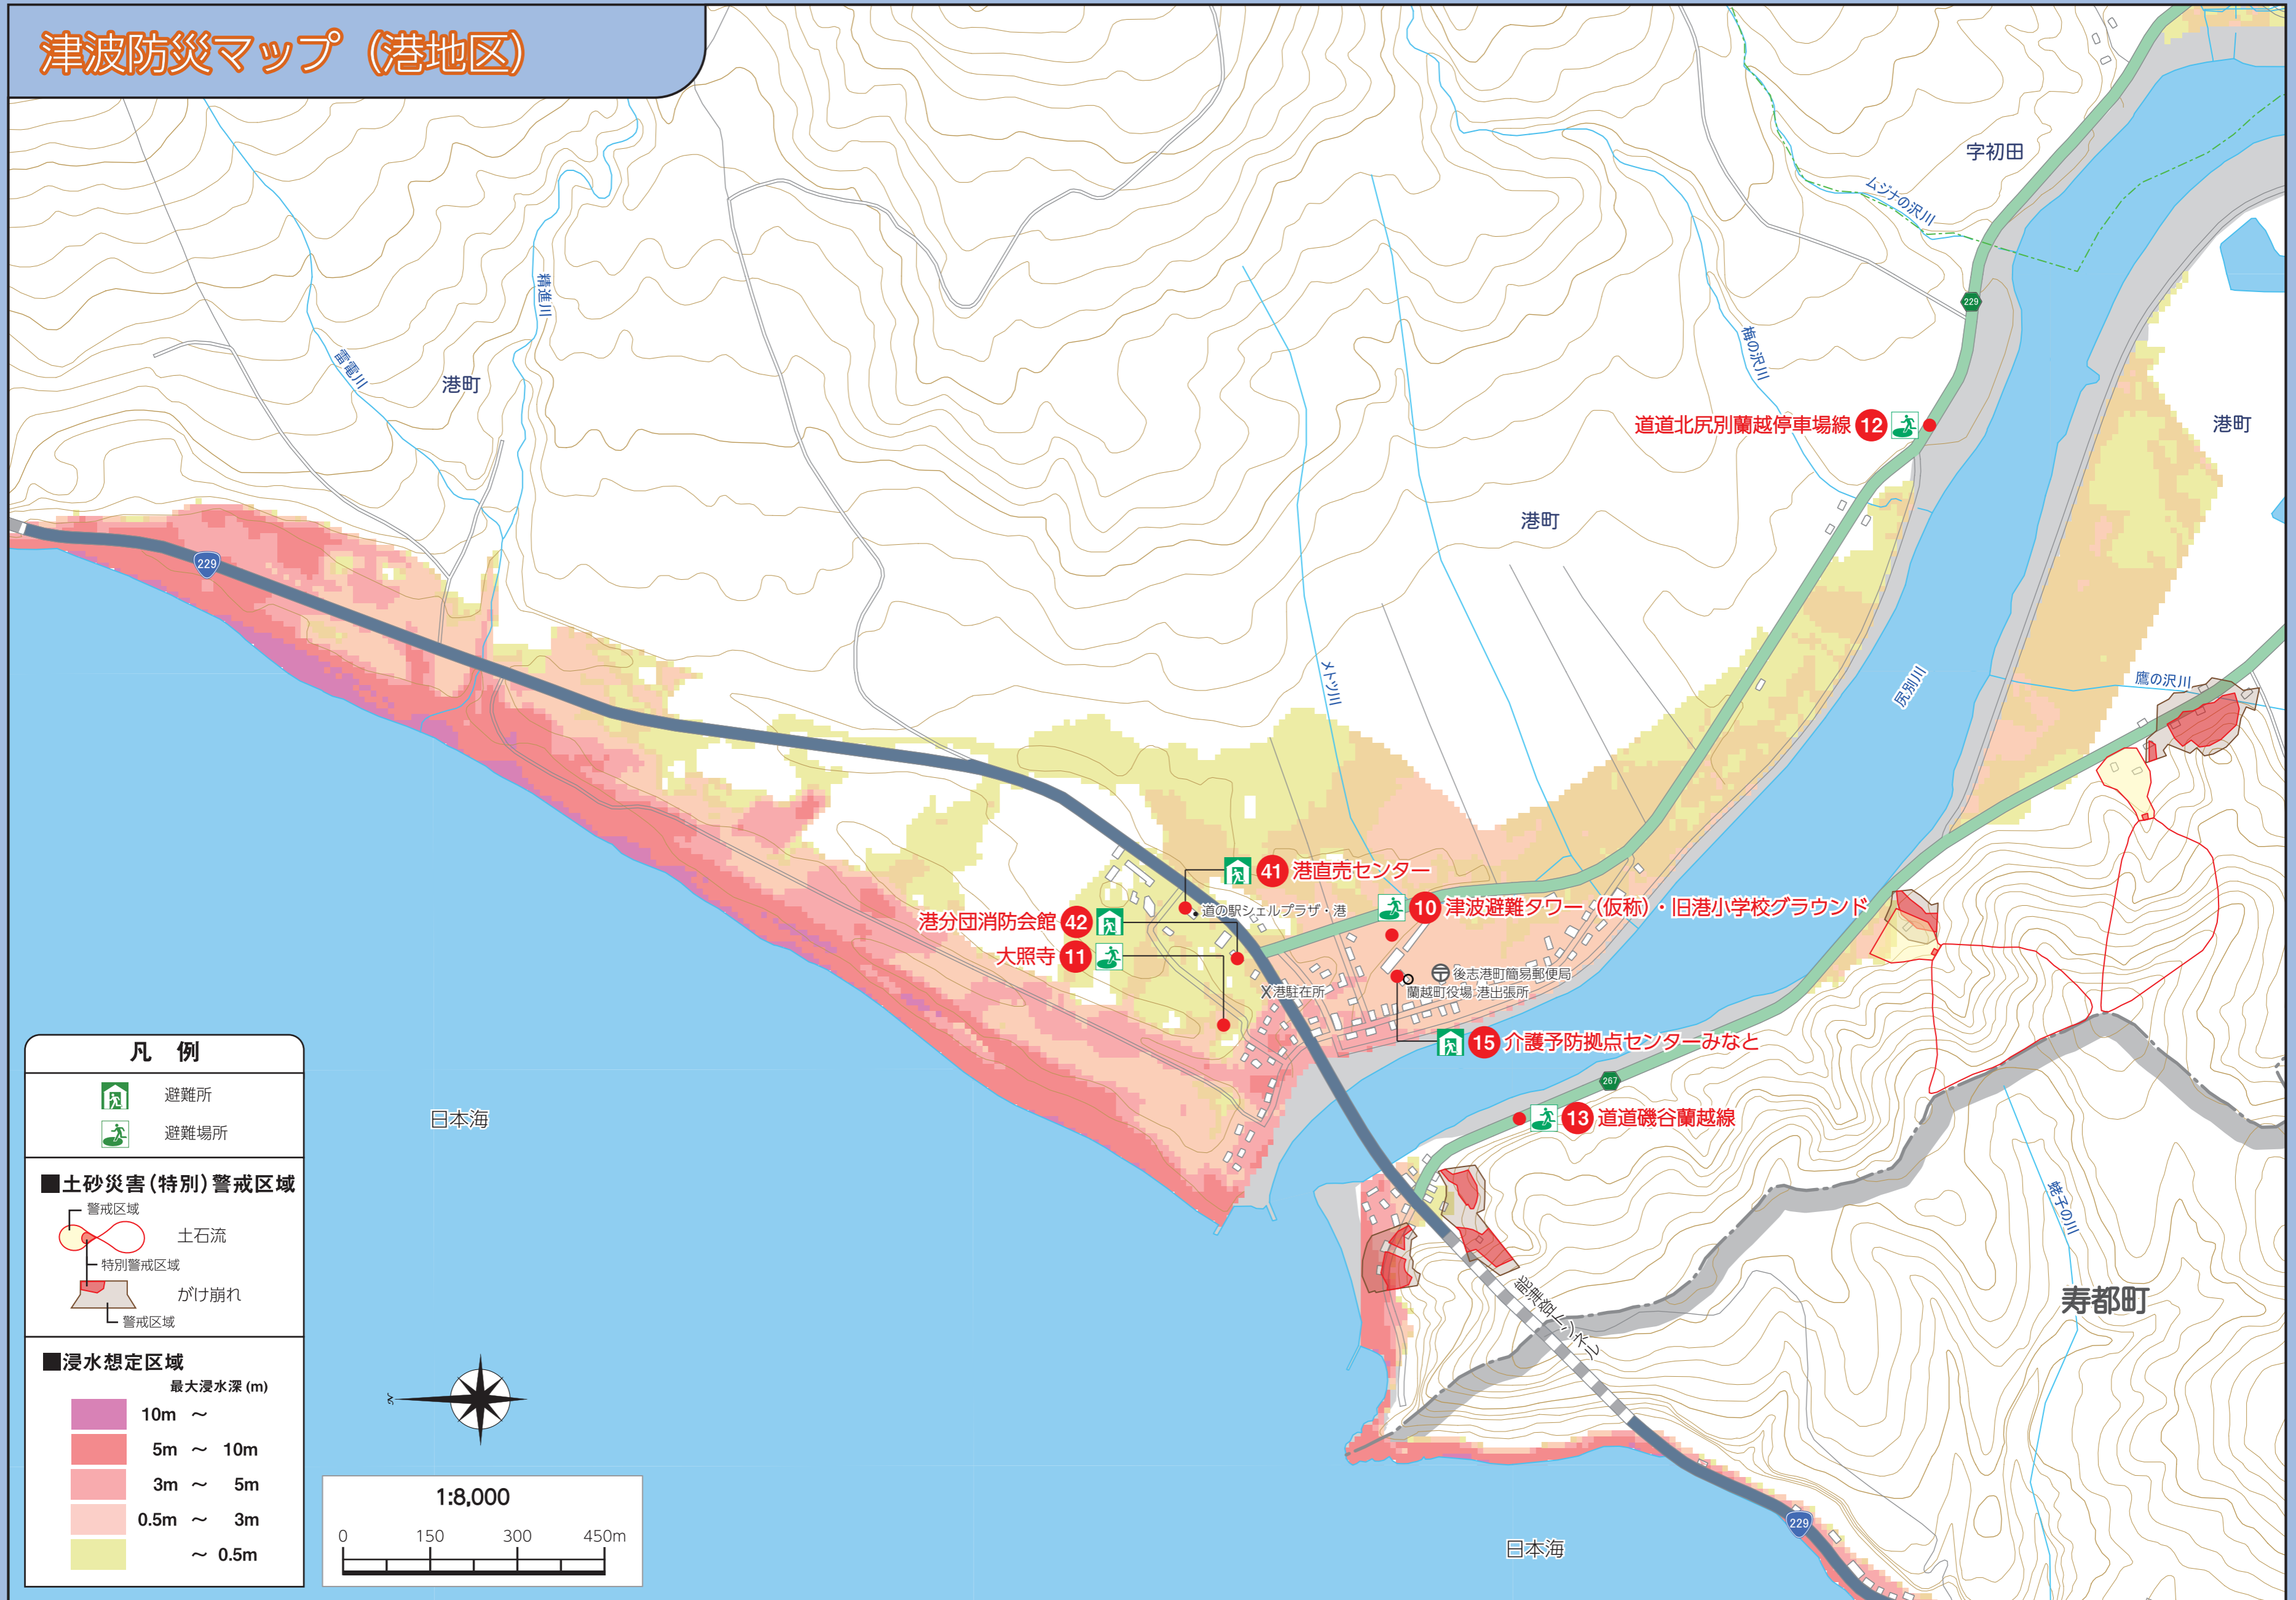 津波防災マップ（港地区）
字初田
ムジナの沢川
精進川
229
雷電川
港町
梅の沢川
道道北尻別蘭越停車場線 12
港町
港町
229
メトツ川
尻別川
鷹の沢川
41 港直売センター
道の駅シェルプラザ・港
10 津波避難タワー（仮称）・旧港小学校グラウンド
港分団消防会館 42
大照寺 11
後志港町簡易郵便局
港駐在所
蘭越町役場 港出張所
15 介護予防拠点センターみなと
267
13 道道磯谷蘭越線
日本海
蛯子の川
寿都町
能津登トンネル
229
日本海
凡 例
避難所
避難場所
■土砂災害（特別）警戒区域
警戒区域
土石流
特別警戒区域
がけ崩れ
警戒区域
■浸水想定区域
最大浸水深 (m)
10m ～
5m ～ 10m
3m ～ 5m
0.5m ～ 3m
～ 0.5m
N
1:8,000
0 150 300 450m